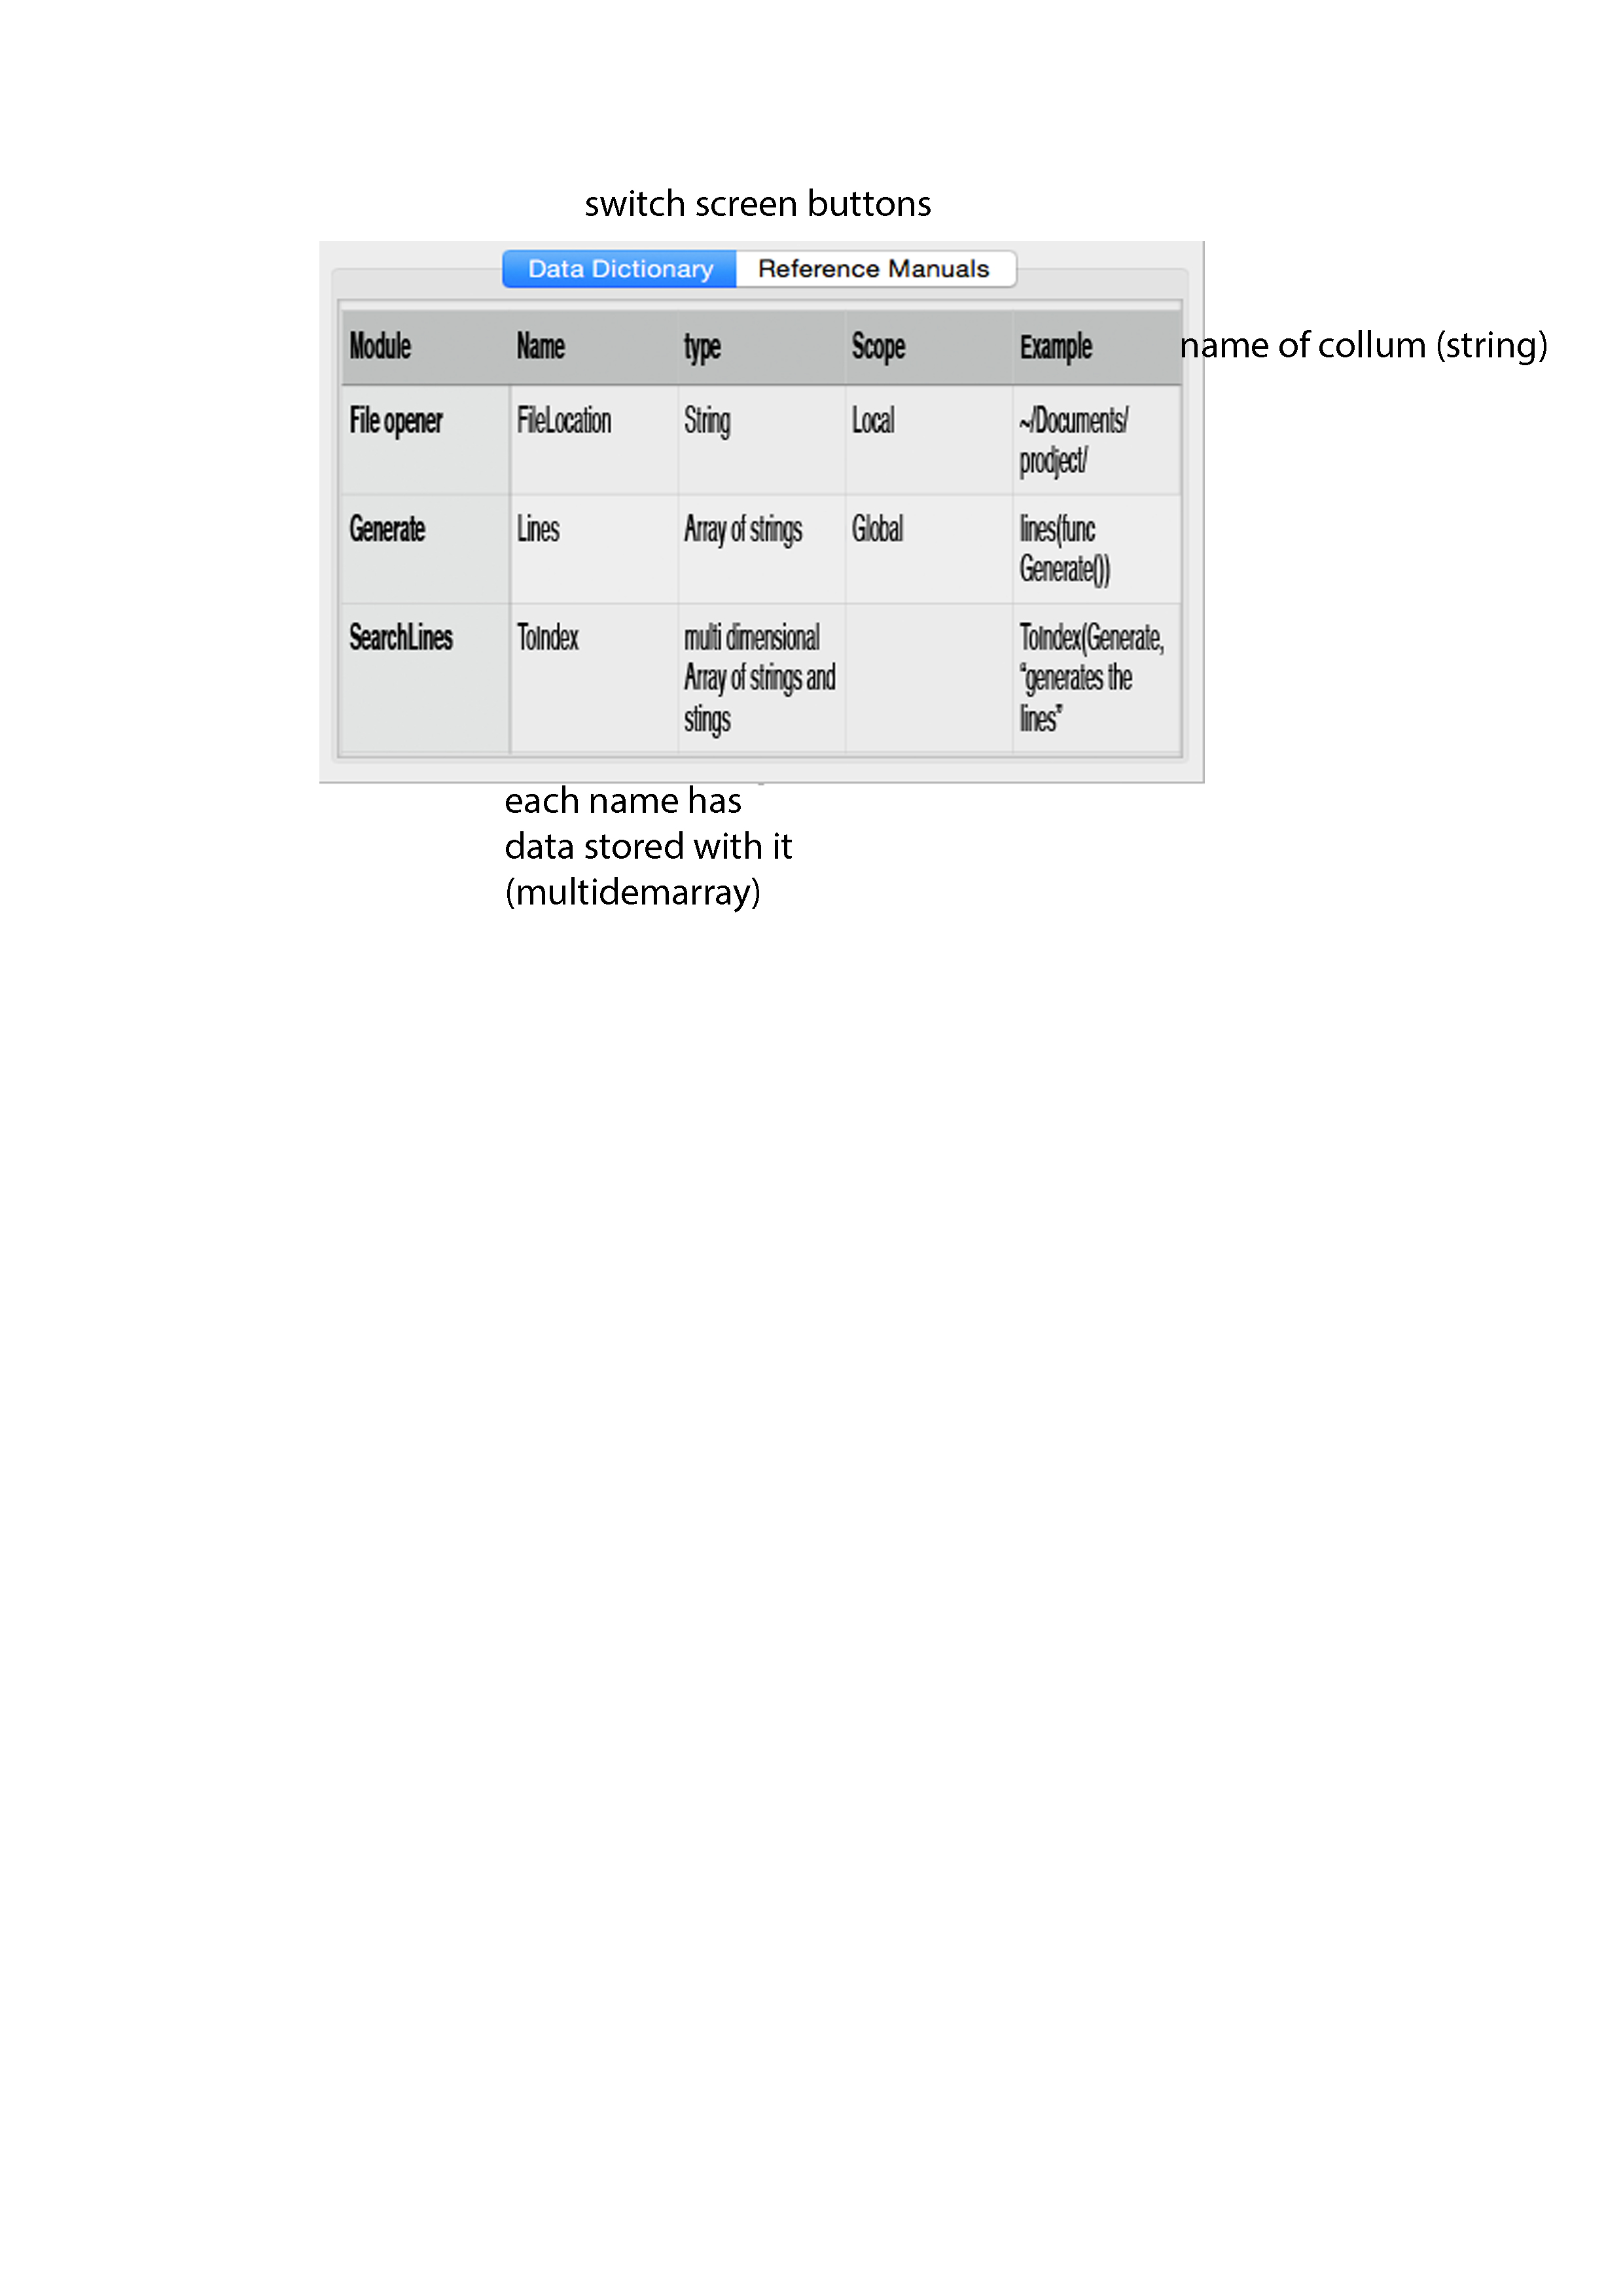 switch screen buttons
Data Dictionary Reference Manuals
Module Name type Scope Example
name of collum (string)
File opener FileLocation String Local ~/Documents/
prodject/
Generate Lines Array of strings Global lines(func
Generate())
SearchLines ToIndex multi dimensional ToIndex(Generate,
Array of strings and “generates the
stings lines”
each name has
data stored with it
(multidemarray)